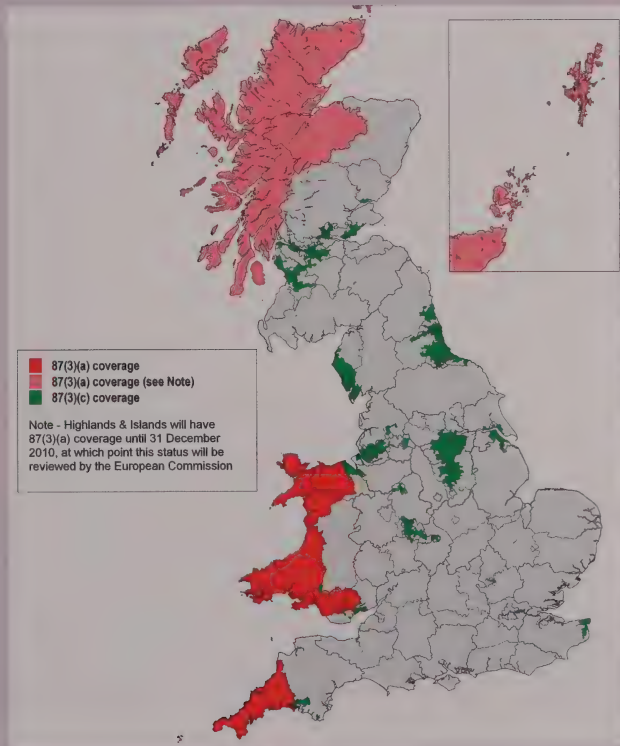 87(3)(a) coverage
87(3)(a) coverage (see Note)
87(3)(c) coverage
Note - Highlands & Islands will have
87(3)(a) coverage until 31 December
2010, at which point this status will be
reviewed by the European Commission